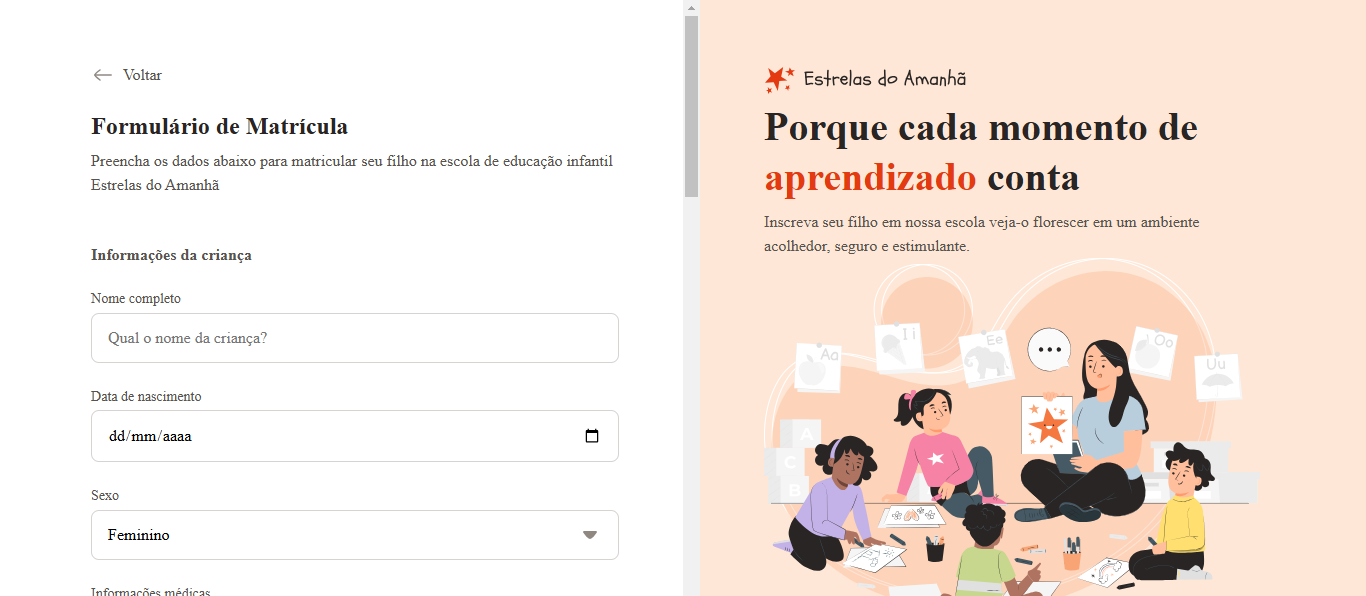 Voltar
Formulário de Matrícula
Preencha os dados abaixo para matricular seu filho na escola de educação infantil
Estrelas do Amanhã
Informações da criança
Nome completo
Qual o nome da criança?
Data de nascimento
dd/mm/aaaa
Sexo
Feminino
Informações médicas
Estrelas do Amanhã
Porque cada momento de
aprendizado conta
Inscreva seu filho em nossa escola veja-o florescer em um ambiente
acolhedor, seguro e estimulante.
Aa
Ii
Ee
Oo
Uu
A
C
B